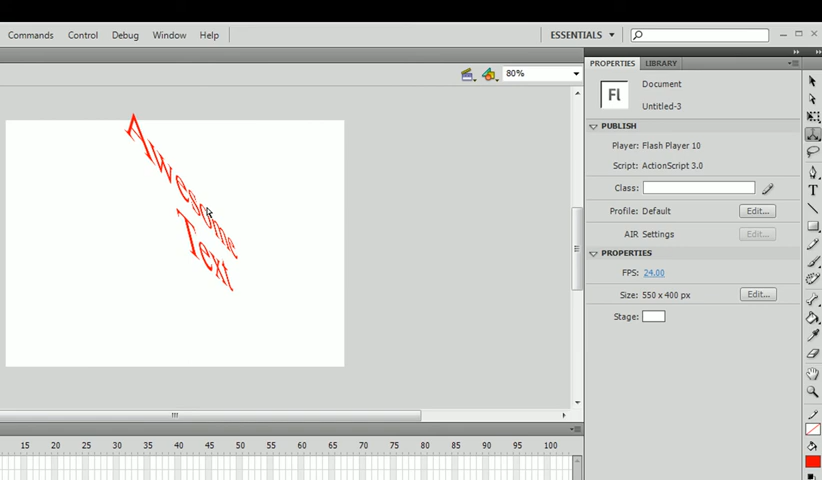 Commands Control Debug Window Help ESSENTIALS
PROPERTIES LIBRARY
80%
Fl
Document
Untitled-3
PUBLISH
Player: Flash Player 10
Script: ActionScript 3.0
Class:
Profile: Default Edit...
AIR Settings Edit...
PROPERTIES
FPS: 24.00
Size: 550 x 400 px Edit...
Stage:
Awesome
Text
15 20 25 30 35 40 45 50 55 60 65 70 75 80 85 90 95 100
T